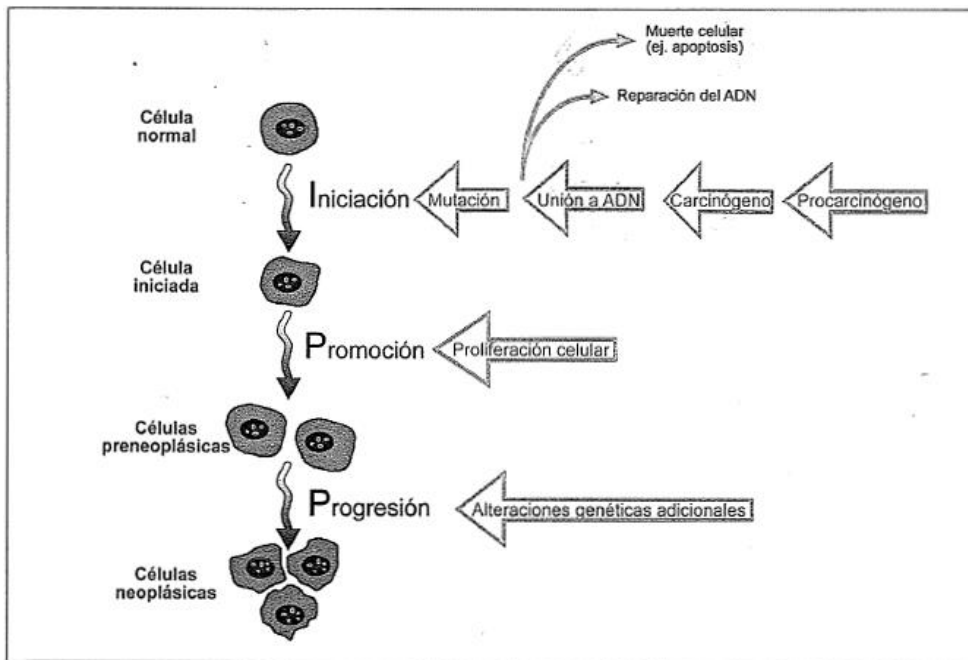 Muerte celular
(ej. apoptosis)
Reparación del ADN
Célula
normal
Iniciación
Mutación
Unión a ADN
Carcinógeno
Procarcinógeno
Célula
iniciada
Promoción
Proliferación celular
Células
preneoplásicas
Progresión
Alteraciones genéticas adicionales
Células
neoplásicas